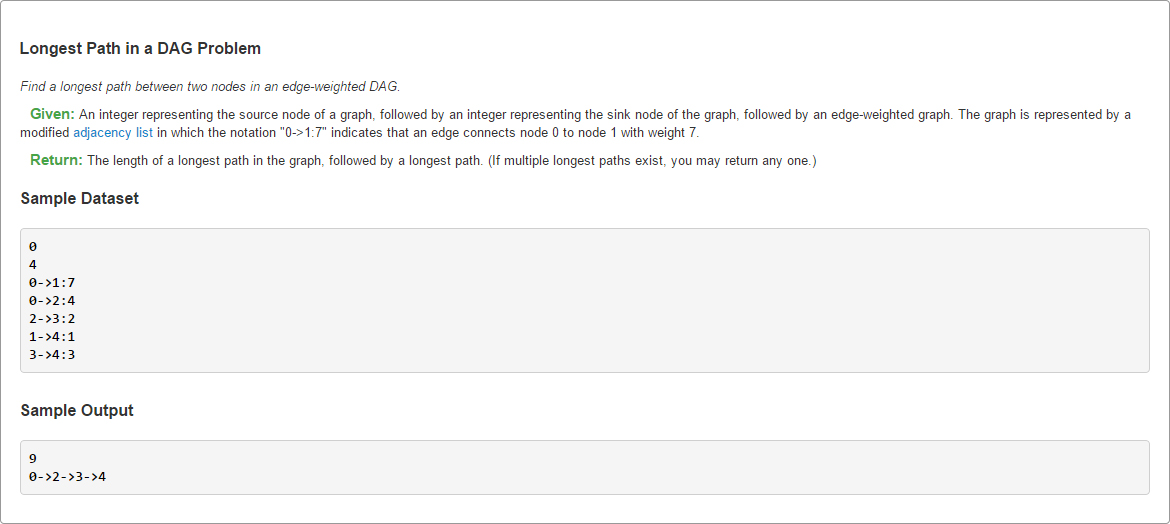 Longest Path in a DAG Problem
Find a longest path between two nodes in an edge-weighted DAG.
Given: An integer representing the source node of a graph, followed by an integer representing the sink node of the graph, followed by an edge-weighted graph. The graph is represented by a
modified adjacency list in which the notation "0->1:7" indicates that an edge connects node 0 to node 1 with weight 7.
Return: The length of a longest path in the graph, followed by a longest path. (If multiple longest paths exist, you may return any one.)
Sample Dataset
0
4
0->1:7
0->2:4
2->3:2
1->4:1
3->4:3
Sample Output
9
0->2->3->4